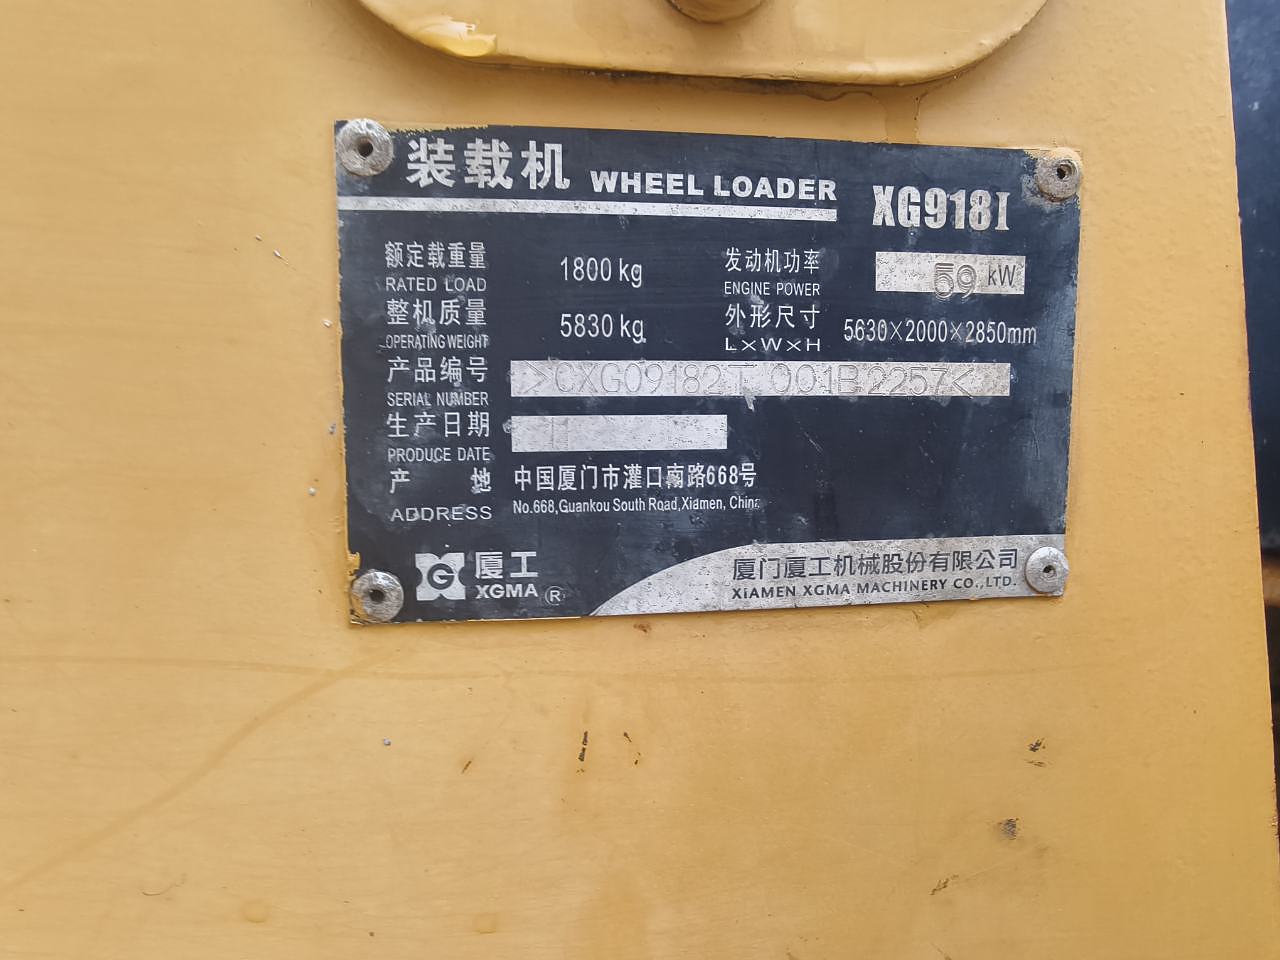 装载机 WHEEL LOADER XG918I
额定载重量 1800 kg 发动机功率 59 kW
RATED LOAD ENGINE POWER
整机质量 5830 kg 外形尺寸 5630×2000×2850mm
OPERATING WEIGHT L×W×H
产品编号 >CXG09182T 001B2257<
SERIAL NUMBER
生产日期
PRODUCE DATE
产 地 中国厦门市灌口南路668号
ADDRESS No.668,Guankou South Road,Xiamen, China
G 厦工 厦门厦工机械股份有限公司
XGMA ® XIAMEN XGMA MACHINERY CO.,LTD.